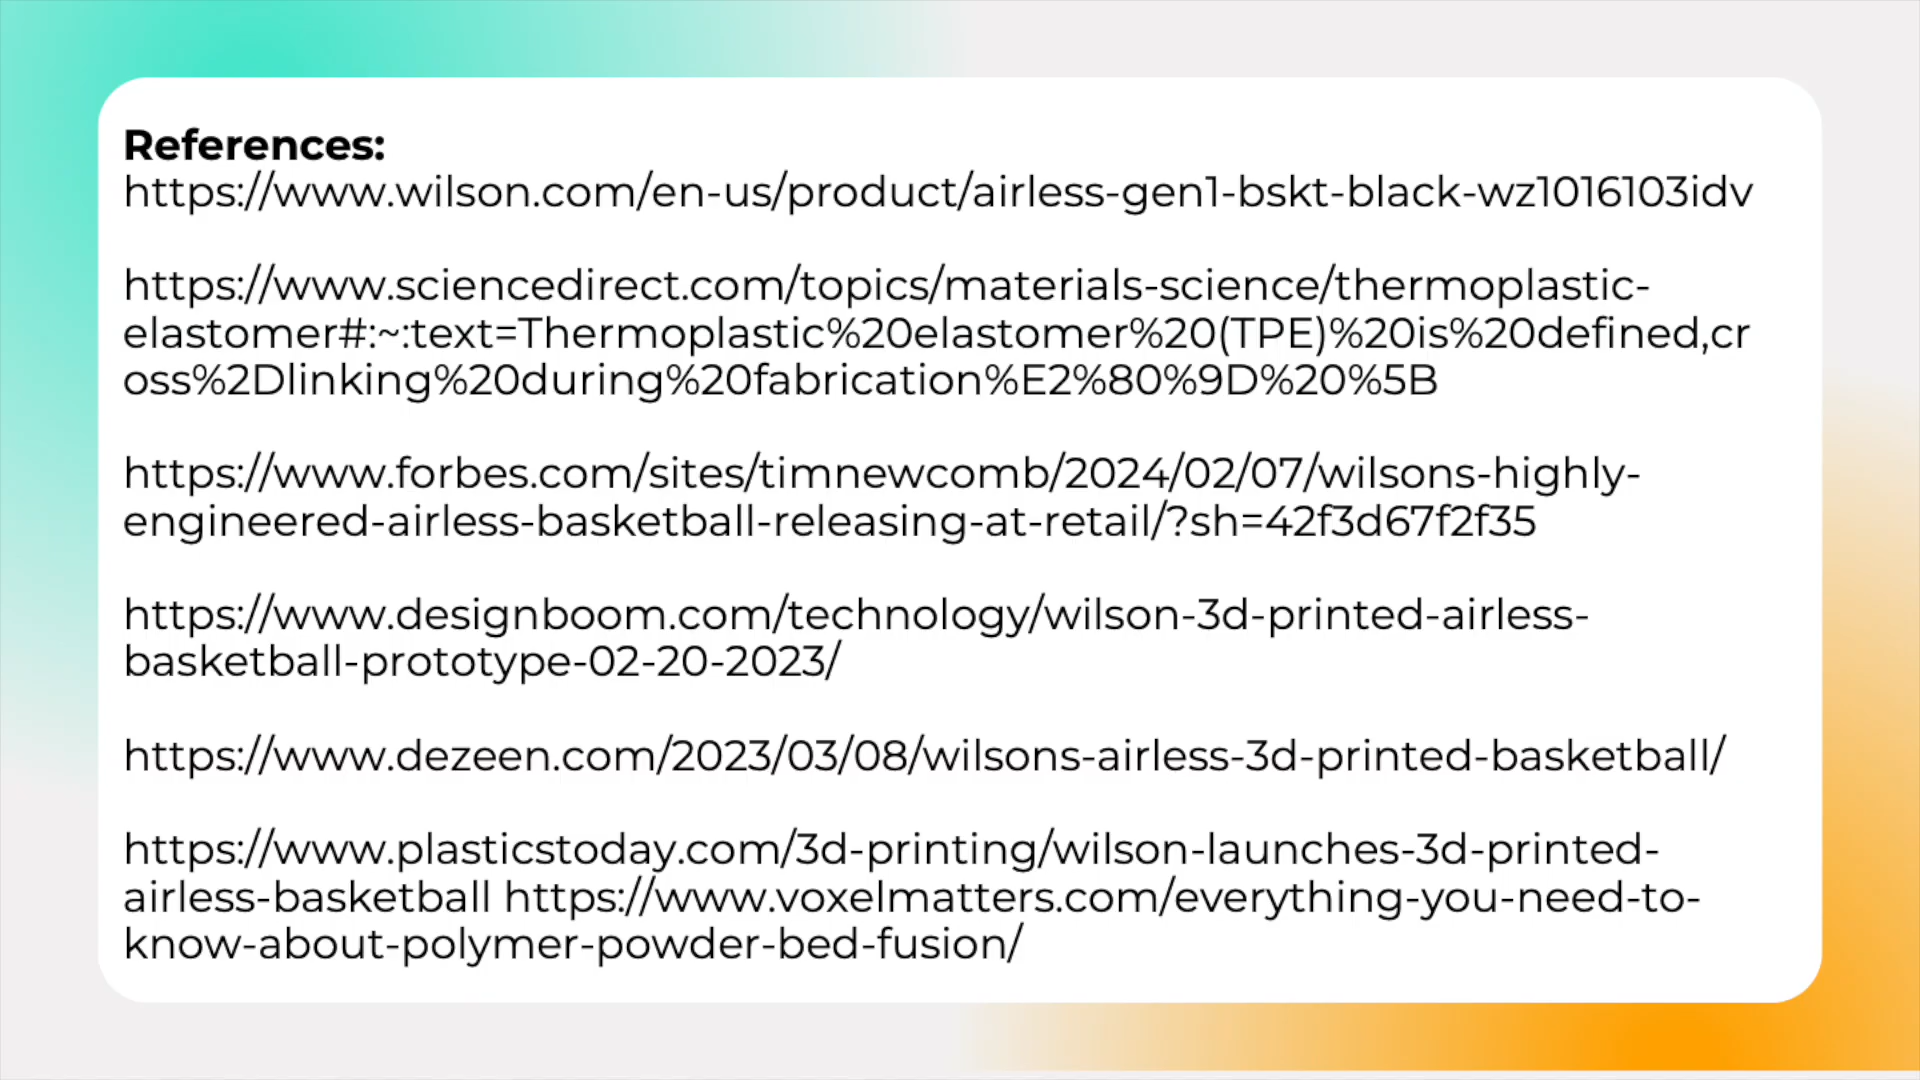 References:
https://www.wilson.com/en-us/product/airless-gen1-bskt-black-wz1016103idv
https://www.sciencedirect.com/topics/materials-science/thermoplastic-
elastomer#:~:text=Thermoplastic%20elastomer%20(TPE)%20is%20defined,cr
oss%2Dlinking%20during%20fabrication%E2%80%9D%20%5B
https://www.forbes.com/sites/timnewcomb/2024/02/07/wilsons-highly-
engineered-airless-basketball-releasing-at-retail/?sh=42f3d67f2f35
https://www.designboom.com/technology/wilson-3d-printed-airless-
basketball-prototype-02-20-2023/
https://www.dezeen.com/2023/03/08/wilsons-airless-3d-printed-basketball/
https://www.plasticstoday.com/3d-printing/wilson-launches-3d-printed-
airless-basketball https://www.voxelmatters.com/everything-you-need-to-
know-about-polymer-powder-bed-fusion/